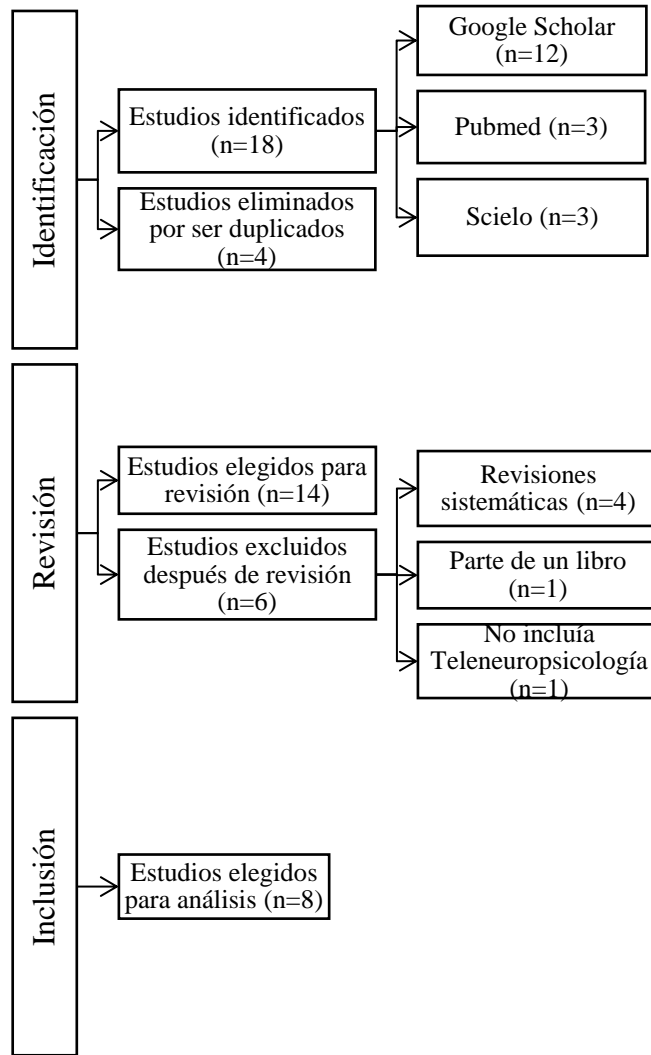 Identificación
Estudios identificados
(n=18)
Google Scholar
(n=12)
Pubmed (n=3)
Scielo (n=3)
Estudios eliminados
por ser duplicados
(n=4)
Revisión
Estudios elegidos para
revisión (n=14)
Estudios excluidos
después de revisión
(n=6)
Revisiones
sistemáticas (n=4)
Parte de un libro
(n=1)
No incluía
Teleneuropsicología
(n=1)
Inclusión
Estudios elegidos
para análisis (n=8)